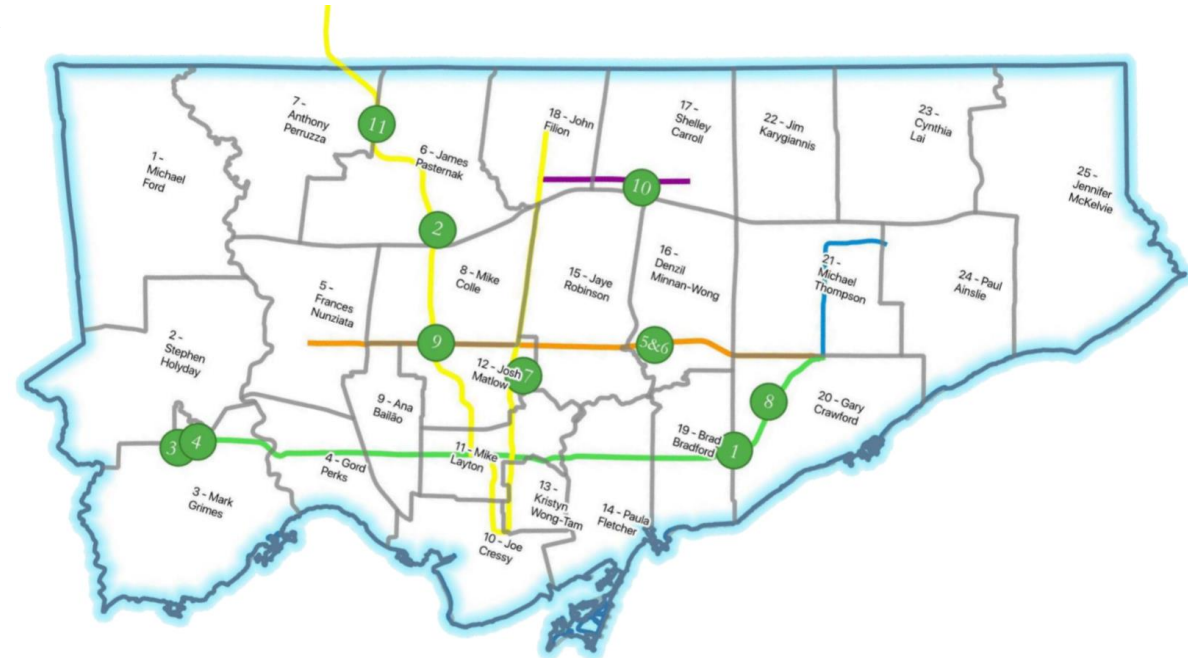 7 -
Anthony
Perruzza
11
18 - John
Filion
17 -
Shelley
Carroll
22 - Jim
Karygiannis
23 -
Cynthia
Lai
1 -
Michael
Ford
6 - James
Pasternak
10
25 -
Jennifer
McKelvie
2
5 -
Frances
Nunziata
8 - Mike
Colle
15 - Jaye
Robinson
16 -
Denzil
Minnan-Wong
21 -
Michael
Thompson
24 - Paul
Ainslie
2 -
Stephen
Holyday
9
5&6
12 - Josh
Matlow
7
9 - Ana
Bailão
8
20 - Gary
Crawford
3
4
4 - Gord
Perks
11 - Mike
Layton
19 - Brad
Bradford
1
3 - Mark
Grimes
13 -
Kristyn
Wong-Tam
14 - Paula
Fletcher
10 - Joe
Cressy